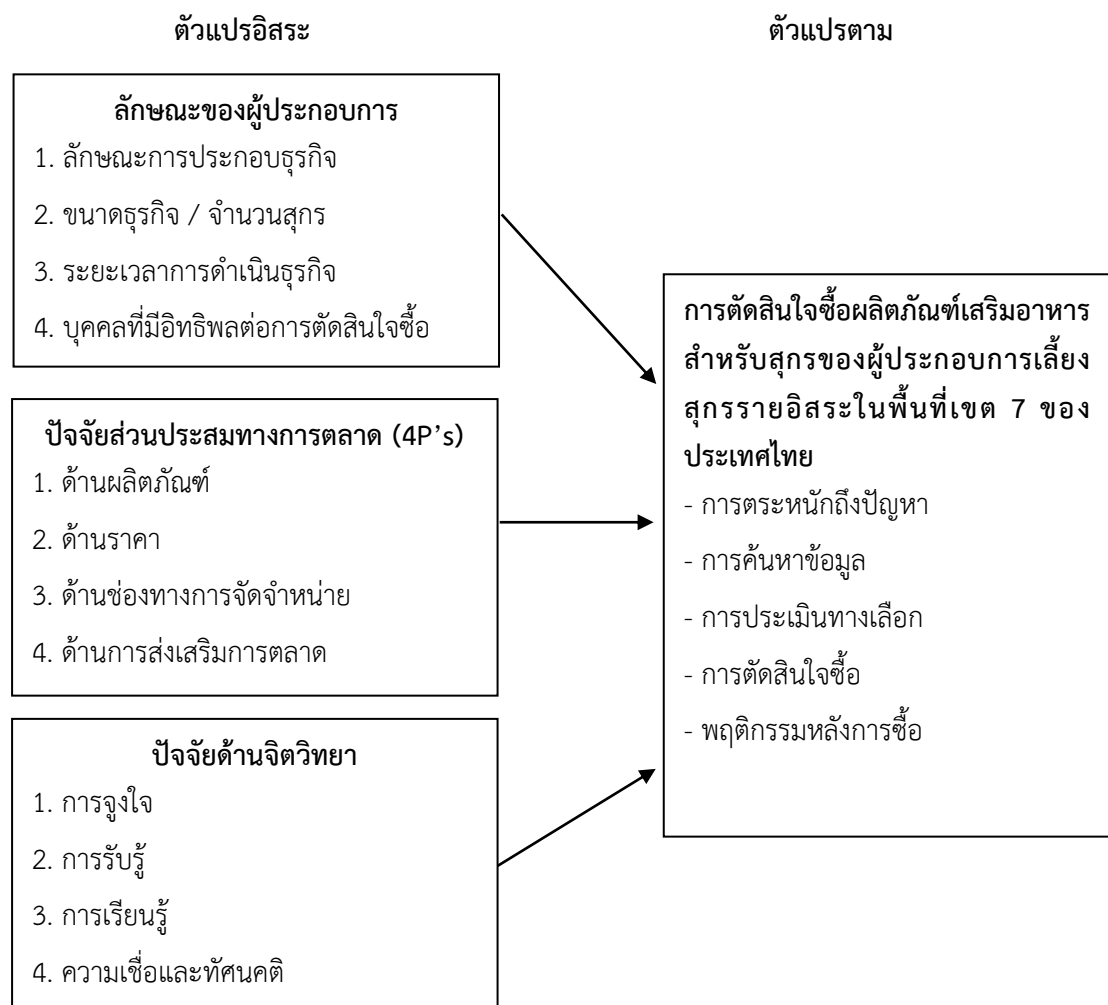 ตัวแปรอิสระ
ตัวแปรตาม
ลักษณะของผู้ประกอบการ
1. ลักษณะการประกอบธุรกิจ
2. ขนาดธุรกิจ / จำนวนสุกร
3. ระยะเวลาการดำเนินธุรกิจ
4. บุคคลที่มีอิทธิพลต่อการตัดสินใจซื้อ
ปัจจัยส่วนประสมทางการตลาด (4P’s)
1. ด้านผลิตภัณฑ์
2. ด้านราคา
3. ด้านช่องทางการจัดจำหน่าย
4. ด้านการส่งเสริมการตลาด
ปัจจัยด้านจิตวิทยา
1. การจูงใจ
2. การรับรู้
3. การเรียนรู้
4. ความเชื่อและทัศนคติ
การตัดสินใจซื้อผลิตภัณฑ์เสริมอาหาร
สำหรับสุกรของผู้ประกอบการเลี้ยง
สุกรรายอิสระในพื้นที่เขต 7 ของ
ประเทศไทย
- การตระหนักถึงปัญหา
- การค้นหาข้อมูล
- การประเมินทางเลือก
- การตัดสินใจซื้อ
- พฤติกรรมหลังการซื้อ